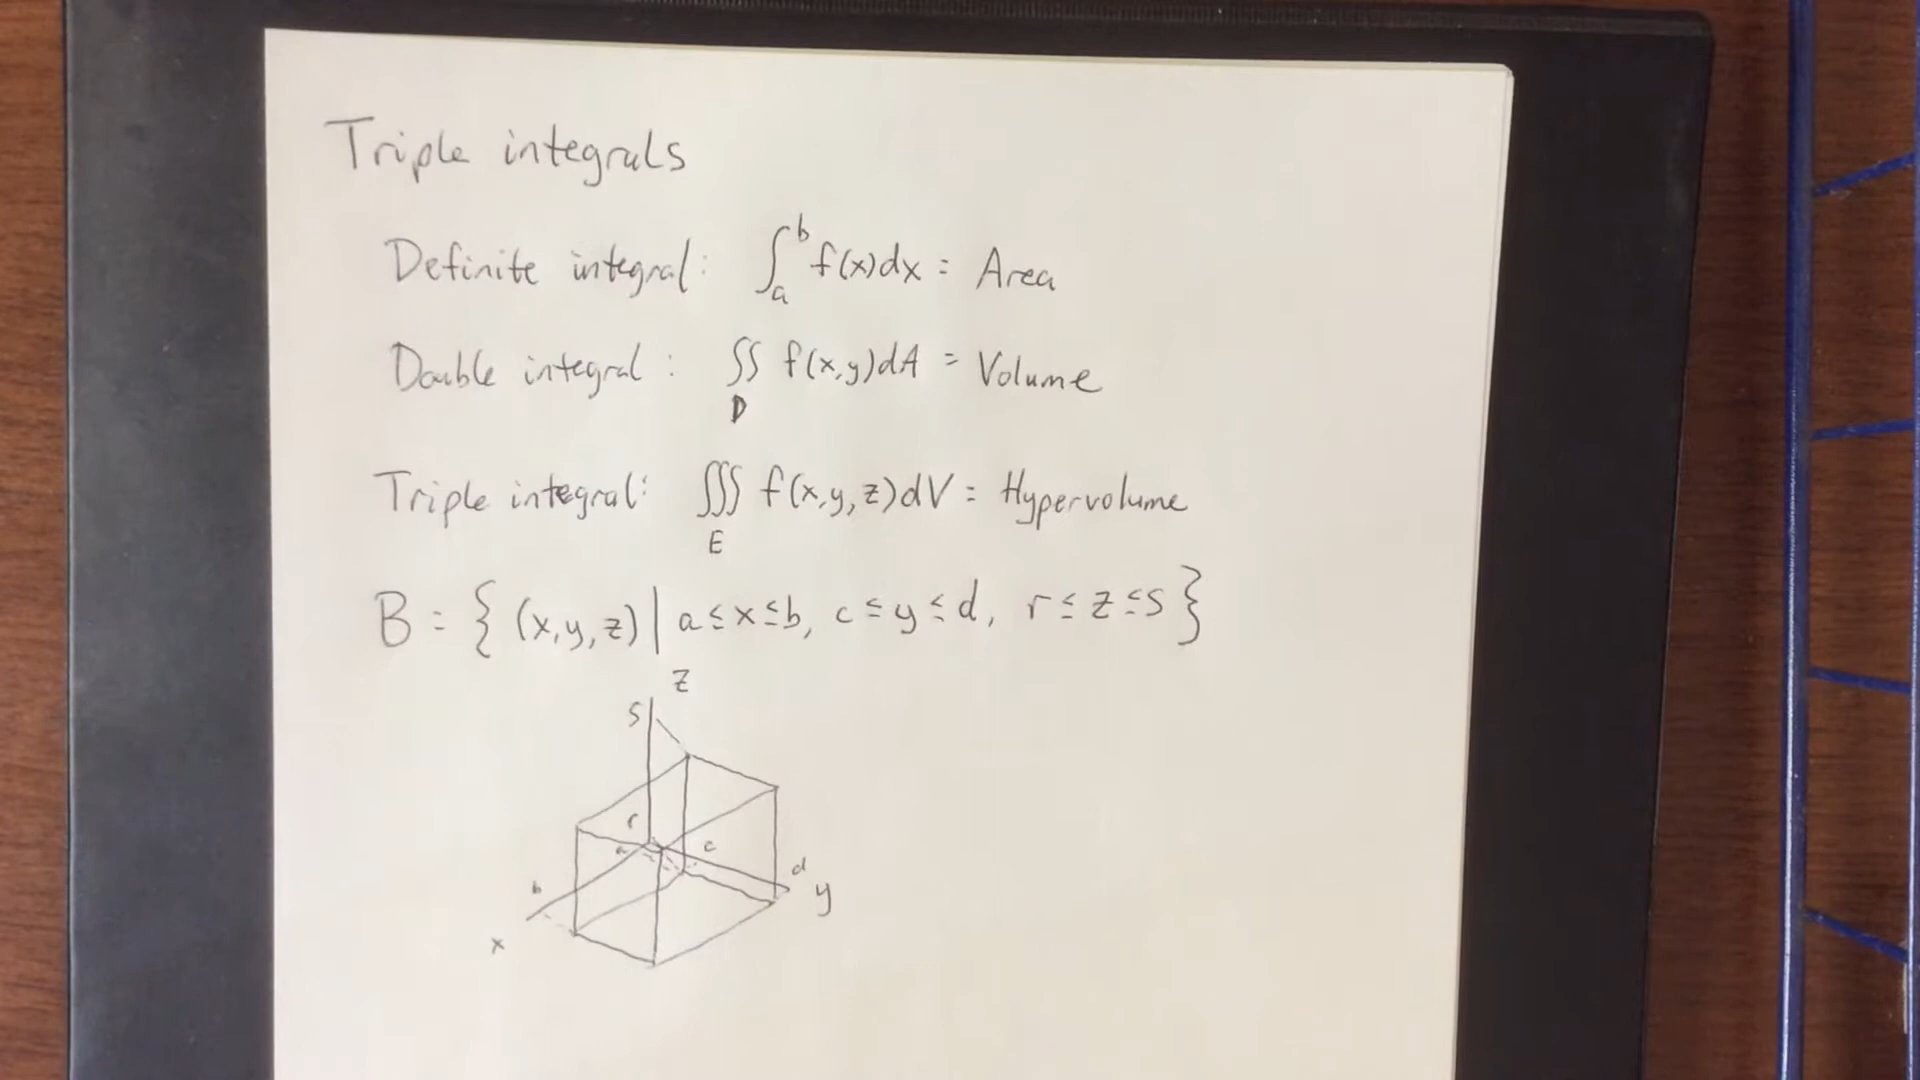 Triple integrals
Definite integral: ∫_a^b f(x)dx = Area
Double integral: ∬_D f(x,y)dA = Volume
Triple integral: ∭_E f(x,y,z)dV = Hypervolume
B = { (x,y,z) | a ≤ x ≤ b, c ≤ y ≤ d, r ≤ z ≤ s }
z
s
r
a c
b d
y
x